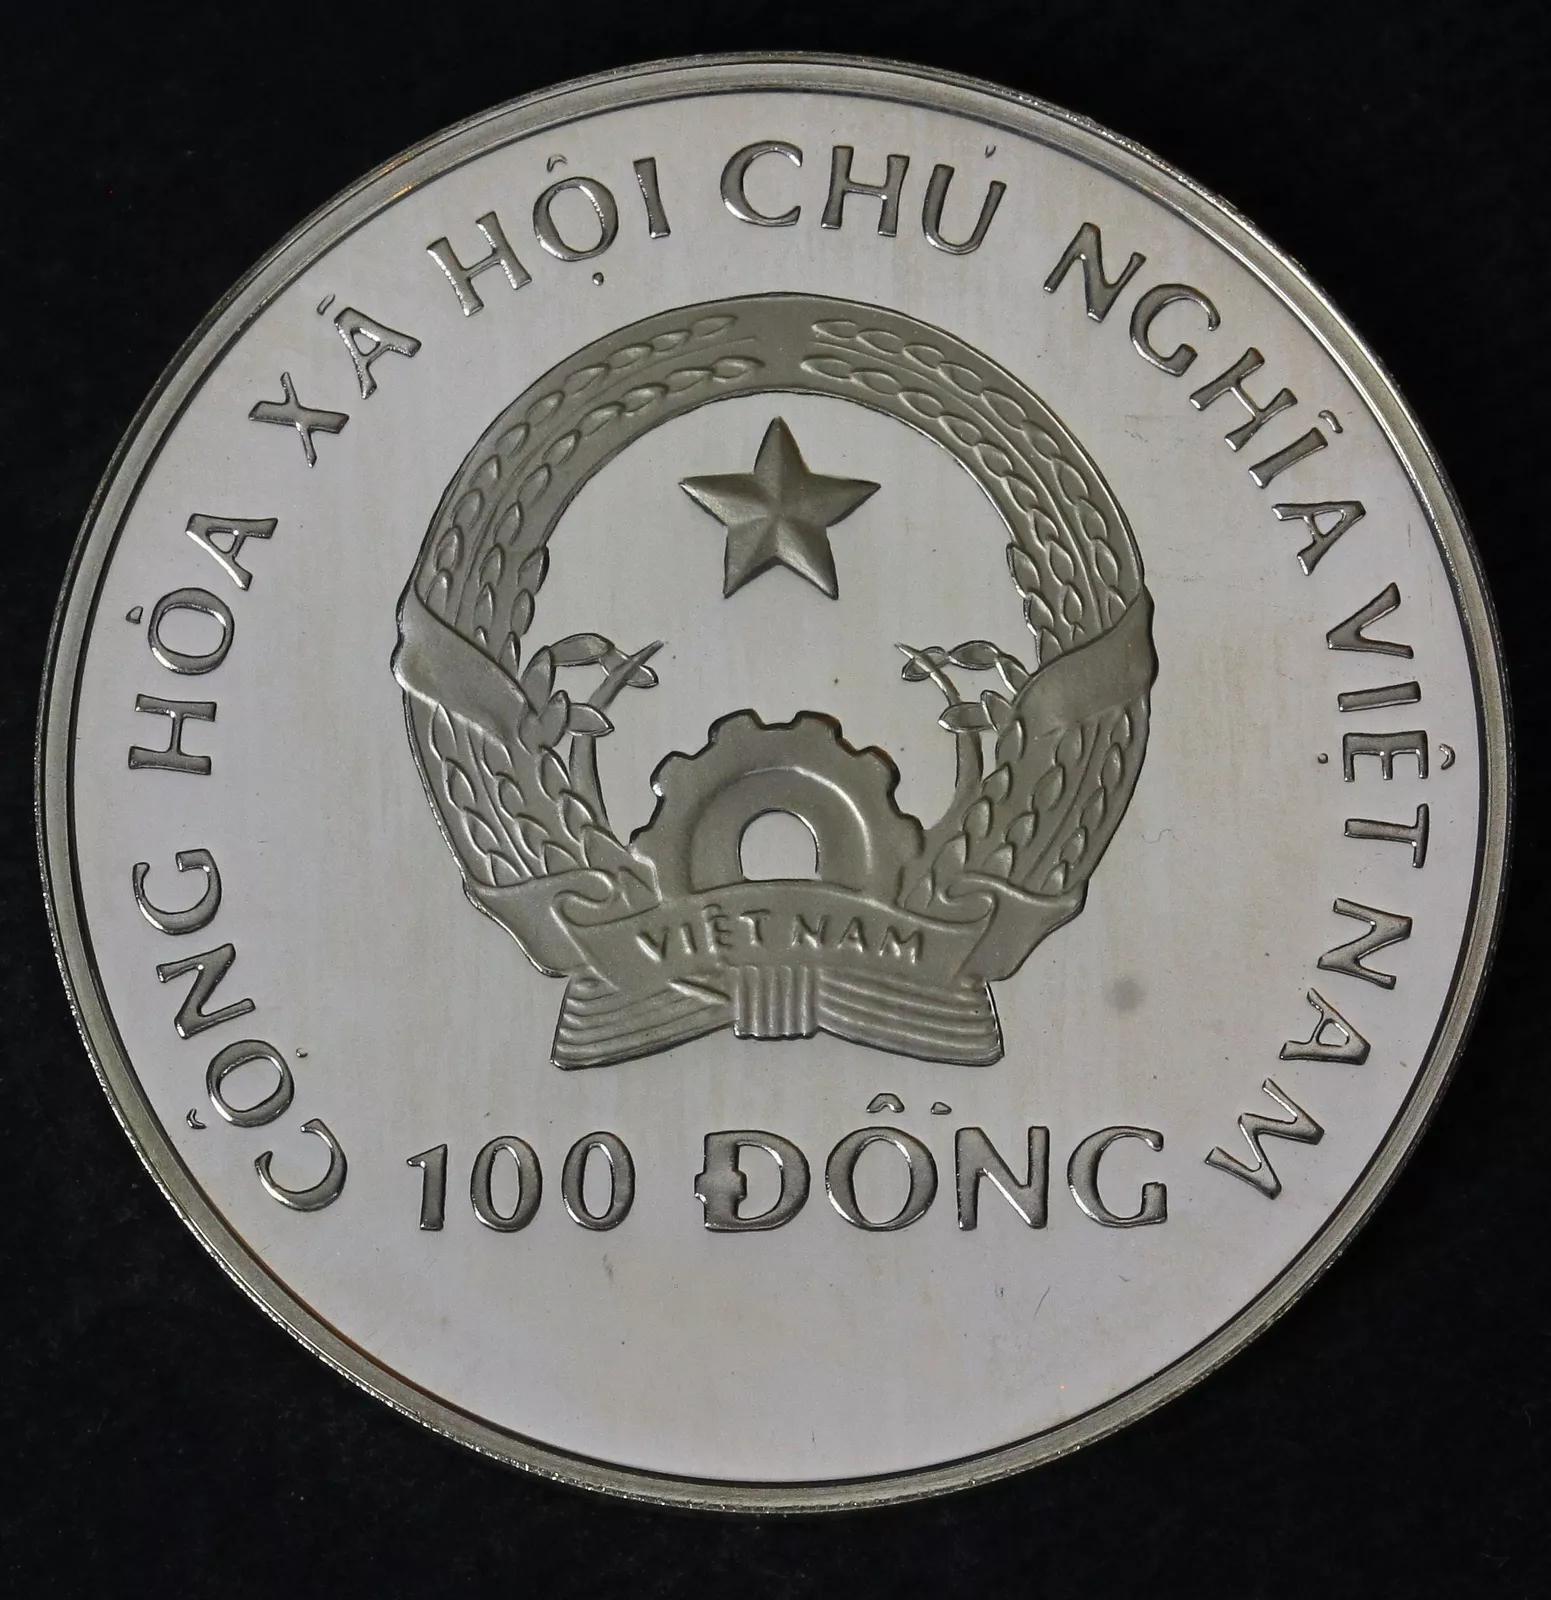 CỘNG HÒA XÃ HỘI CHỦ NGHĨA VIỆT NAM
VIỆT NAM
100 ĐỒNG